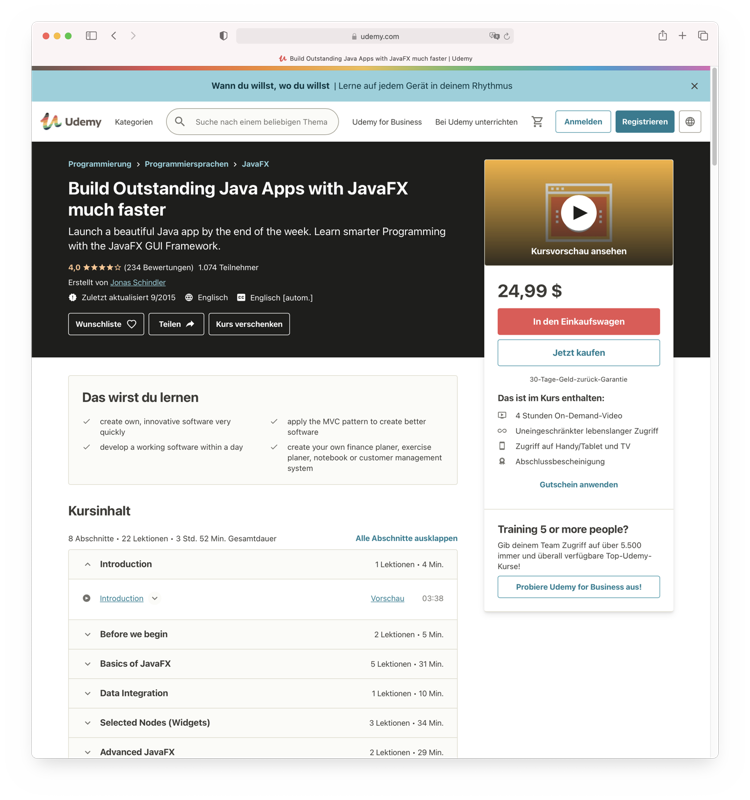 udemy.com
Build Outstanding Java Apps with JavaFX much faster | Udemy
Wann du willst, wo du willst | Lerne auf jedem Gerät in deinem Rhythmus
Udemy
Kategorien
Suche nach einem beliebigen Thema
Udemy for Business
Bei Udemy unterrichten
Anmelden
Registrieren
Programmierung > Programmiersprachen > JavaFX
Build Outstanding Java Apps with JavaFX
much faster
Launch a beautiful Java app by the end of the week. Learn smarter Programming
with the JavaFX GUI Framework.
4,0 ★★★★☆ (234 Bewertungen) 1.074 Teilnehmer
Erstellt von Jonas Schindler
Zuletzt aktualisiert 9/2015 Englisch CC Englisch [autom.]
Wunschliste
Teilen
Kurs verschenken
Kursvorschau ansehen
24,99 $
In den Einkaufswagen
Jetzt kaufen
30-Tage-Geld-zurück-Garantie
Das ist im Kurs enthalten:
4 Stunden On-Demand-Video
Uneingeschränkter lebenslanger Zugriff
Zugriff auf Handy/Tablet und TV
Abschlussbescheinigung
Gutschein anwenden
Training 5 or more people?
Gib deinem Team Zugriff auf über 5.500
immer und überall verfügbare Top-Udemy-
Kurse!
Probiere Udemy for Business aus!
Das wirst du lernen
create own, innovative software very
quickly
develop a working software within a day
apply the MVC pattern to create better
software
create your own finance planer, exercise
planer, notebook or customer management
system
Kursinhalt
8 Abschnitte • 22 Lektionen • 3 Std. 52 Min. Gesamtdauer
Alle Abschnitte ausklappen
Introduction 1 Lektionen • 4 Min.
Introduction Vorschau 03:38
Before we begin 2 Lektionen • 5 Min.
Basics of JavaFX 5 Lektionen • 31 Min.
Data Integration 1 Lektionen • 10 Min.
Selected Nodes (Widgets) 3 Lektionen • 34 Min.
Advanced JavaFX 2 Lektionen • 29 Min.